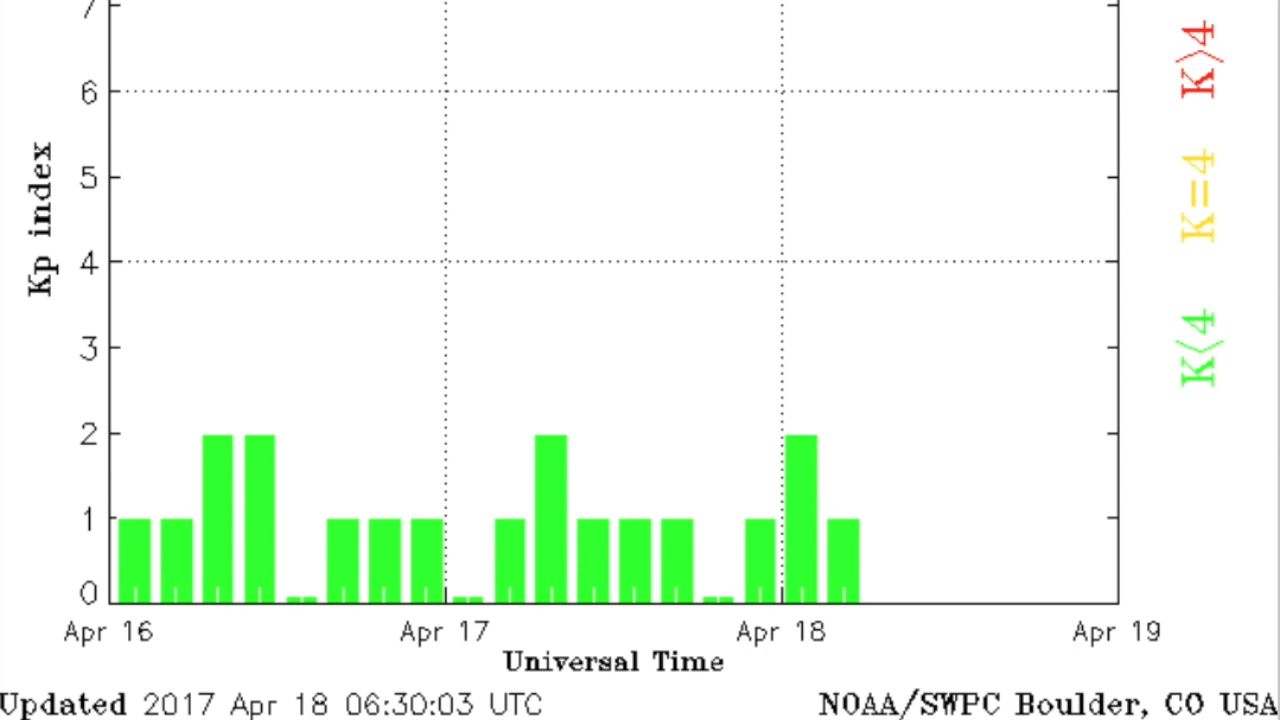 7
6
5
4
3
2
1
0
Kp index
K>4
K=4
K<4
Apr 16 Apr 17 Apr 18 Apr 19
Universal Time
Updated 2017 Apr 18 06:30:03 UTC
NOAA/SWPC Boulder, CO USA